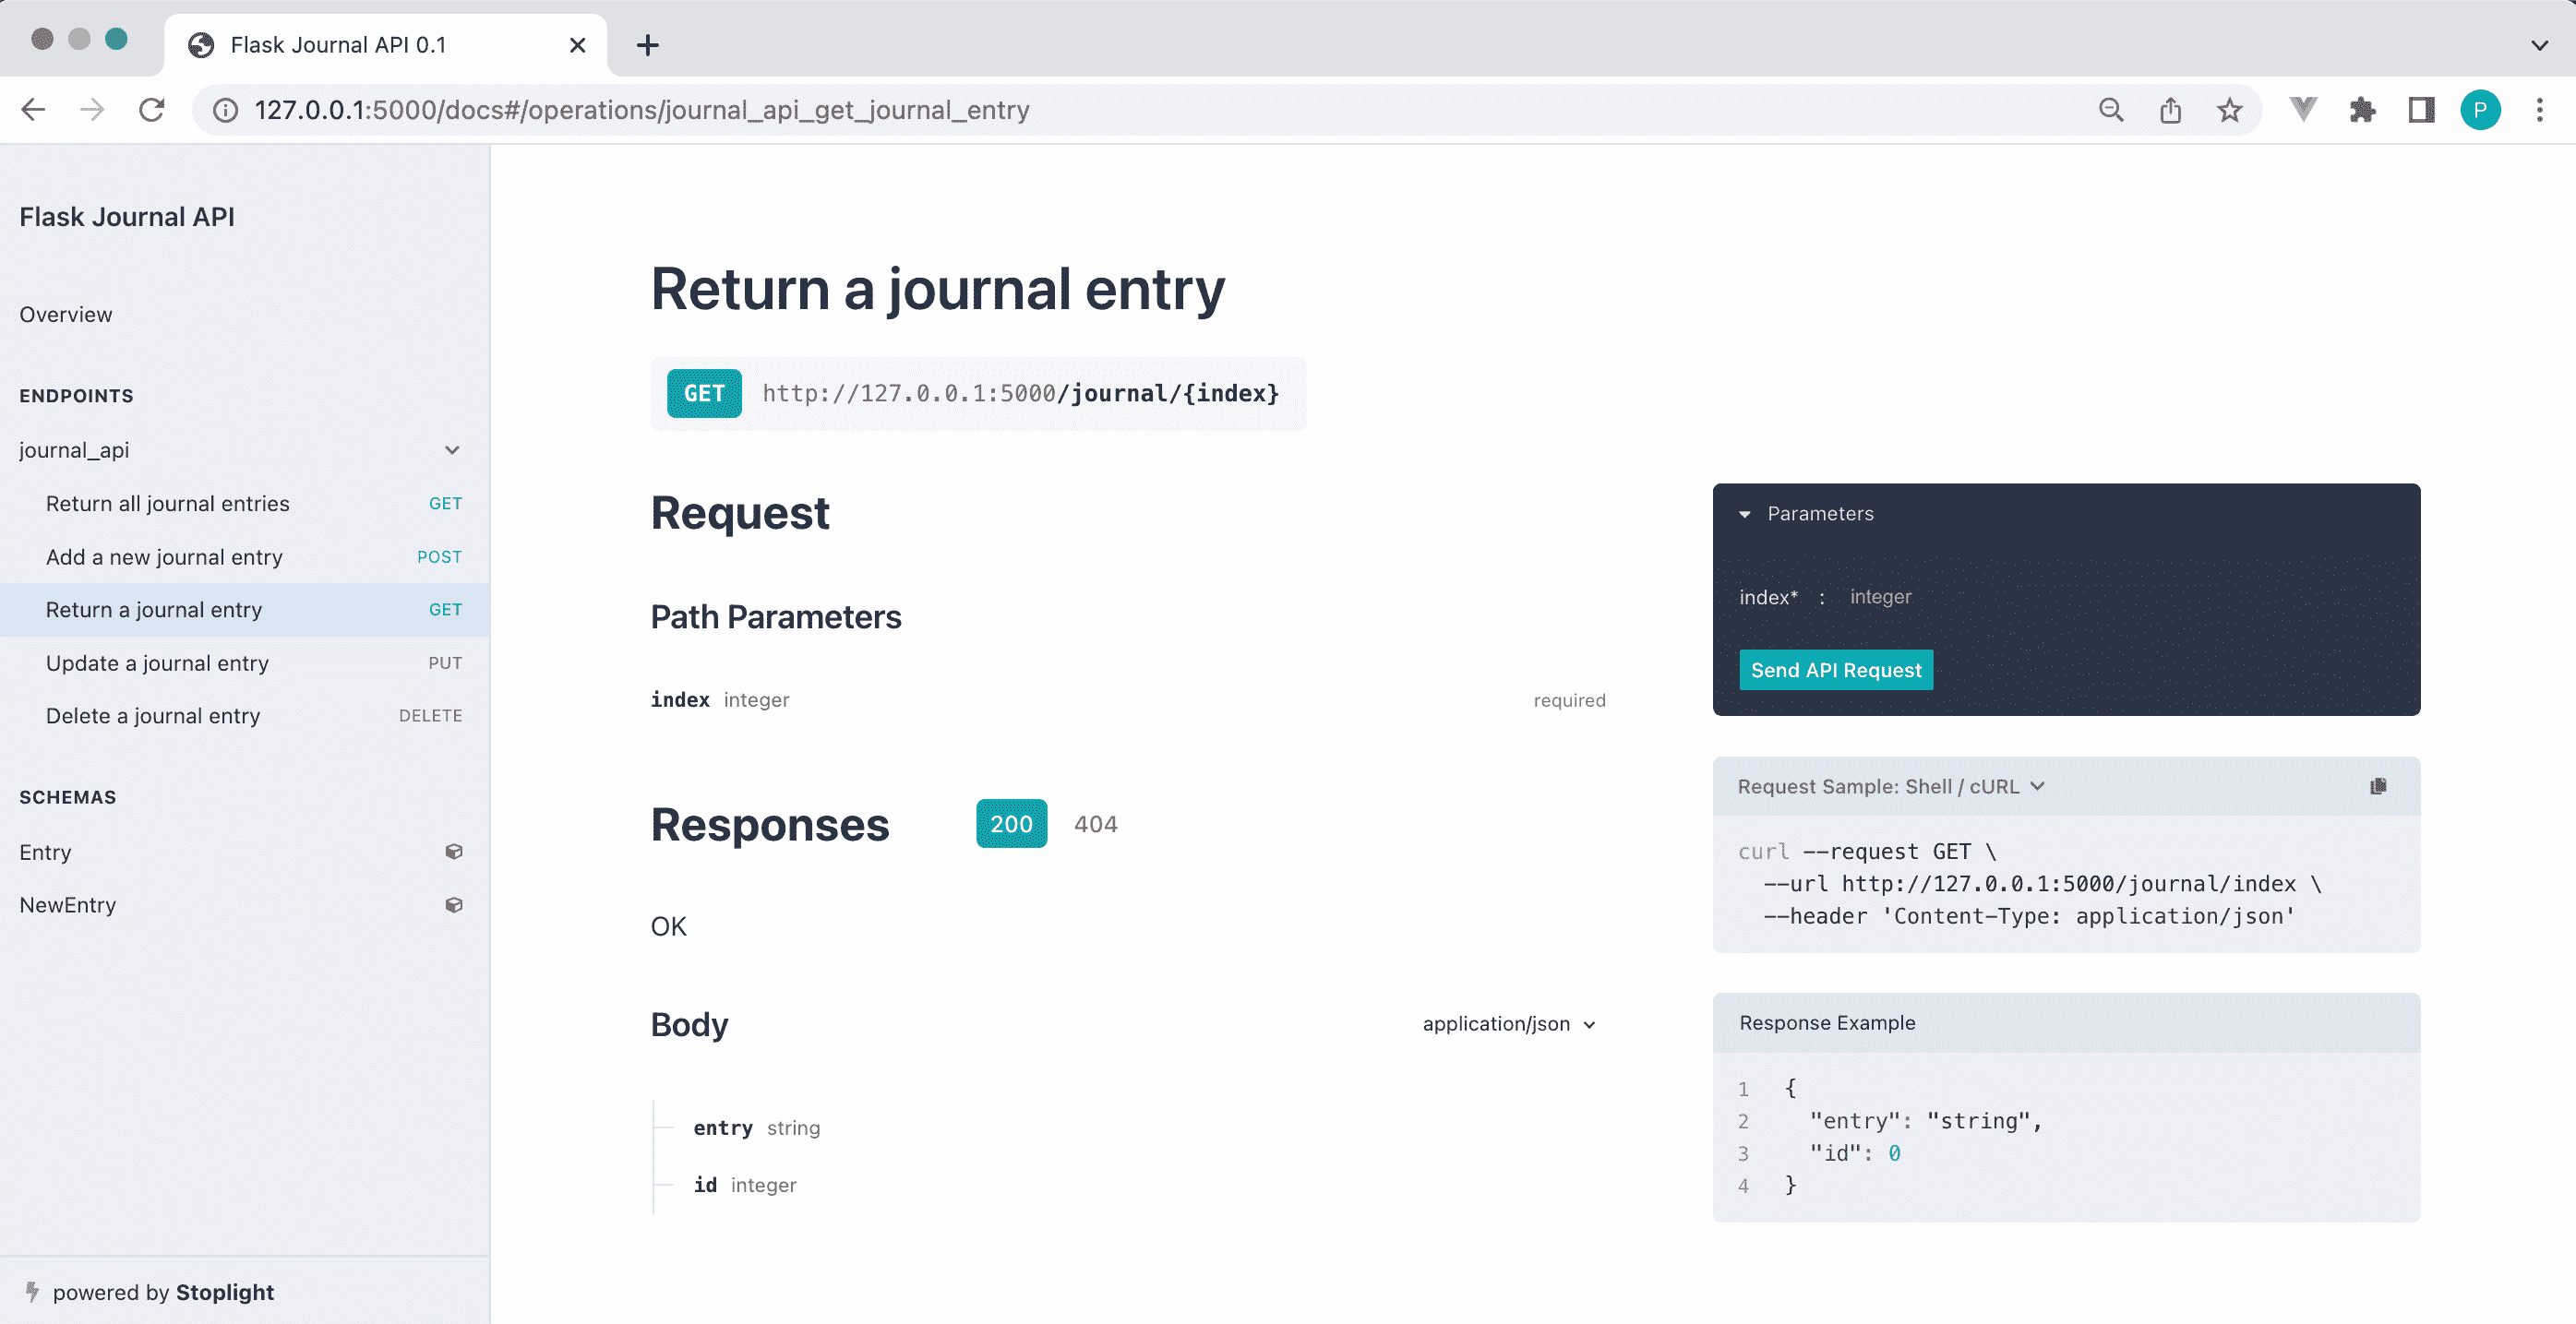 Flask Journal API 0.1
127.0.0.1:5000/docs#/operations/journal_api_get_journal_entry
P
Flask Journal API
Overview
ENDPOINTS
journal_api
Return all journal entries GET
Add a new journal entry POST
Return a journal entry GET
Update a journal entry PUT
Delete a journal entry DELETE
SCHEMAS
Entry
NewEntry
powered by Stoplight
Return a journal entry
GET http://127.0.0.1:5000/journal/{index}
Request
Path Parameters
index integer required
Responses 200 404
OK
Body application/json
entry string
id integer
Parameters
index* : integer
Send API Request
Request Sample: Shell / cURL
curl --request GET \
--url http://127.0.0.1:5000/journal/index \
--header 'Content-Type: application/json'
Response Example
1 {
2 "entry": "string",
3 "id": 0
4 }